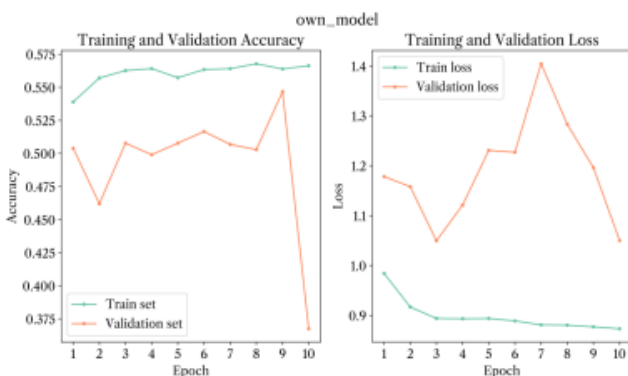 own_model
Training and Validation Accuracy
0.575
0.550
0.525
0.500
0.475
0.450
0.425
0.400
0.375
Accuracy
Train set
Validation set
1 2 3 4 5 6 7 8 9 10
Epoch
Training and Validation Loss
1.4
1.3
1.2
1.1
1.0
0.9
Loss
Train loss
Validation loss
1 2 3 4 5 6 7 8 9 10
Epoch